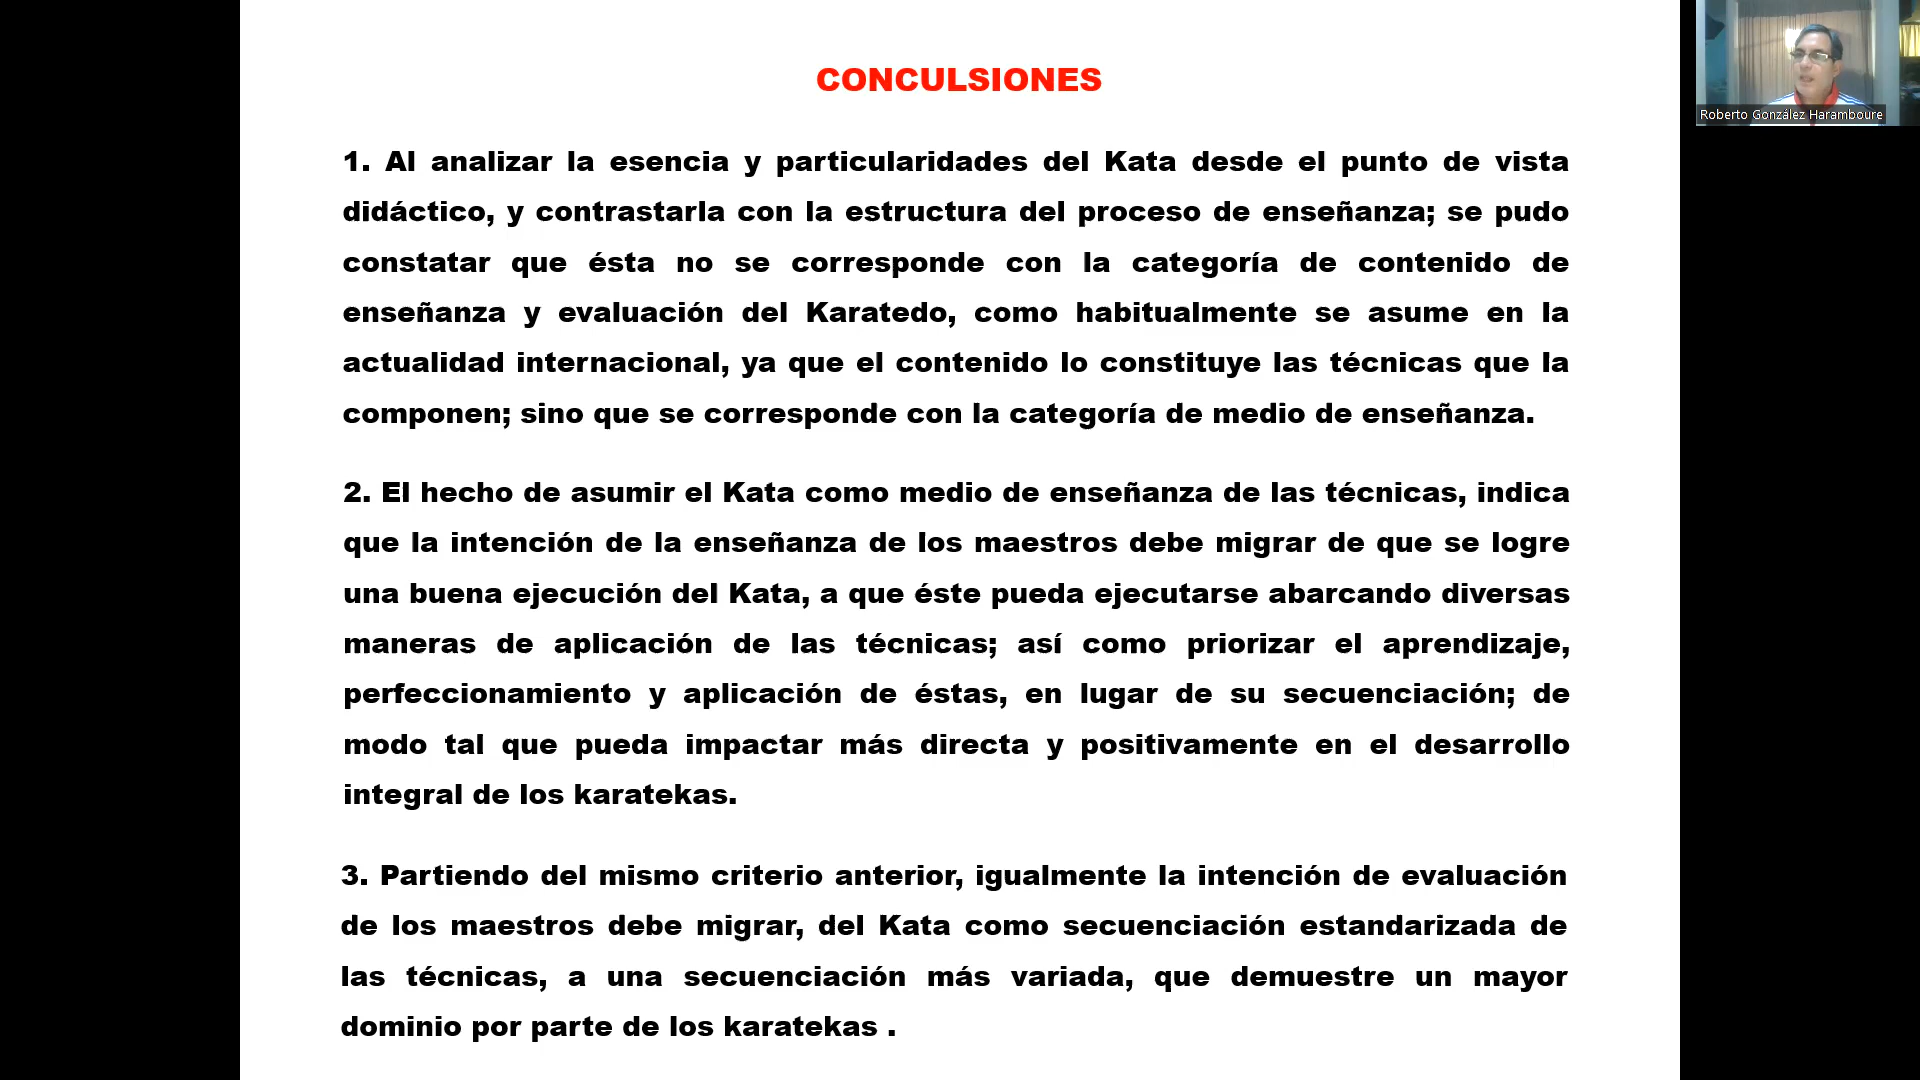 CONCULSIONES
Roberto González Haramboure
1. Al analizar la esencia y particularidades del Kata desde el punto de vista
didáctico, y contrastarla con la estructura del proceso de enseñanza; se pudo
constatar que ésta no se corresponde con la categoría de contenido de
enseñanza y evaluación del Karatedo, como habitualmente se asume en la
actualidad internacional, ya que el contenido lo constituye las técnicas que la
componen; sino que se corresponde con la categoría de medio de enseñanza.
2. El hecho de asumir el Kata como medio de enseñanza de las técnicas, indica
que la intención de la enseñanza de los maestros debe migrar de que se logre
una buena ejecución del Kata, a que éste pueda ejecutarse abarcando diversas
maneras de aplicación de las técnicas; así como priorizar el aprendizaje,
perfeccionamiento y aplicación de éstas, en lugar de su secuenciación; de
modo tal que pueda impactar más directa y positivamente en el desarrollo
integral de los karatekas.
3. Partiendo del mismo criterio anterior, igualmente la intención de evaluación
de los maestros debe migrar, del Kata como secuenciación estandarizada de
las técnicas, a una secuenciación más variada, que demuestre un mayor
dominio por parte de los karatekas .